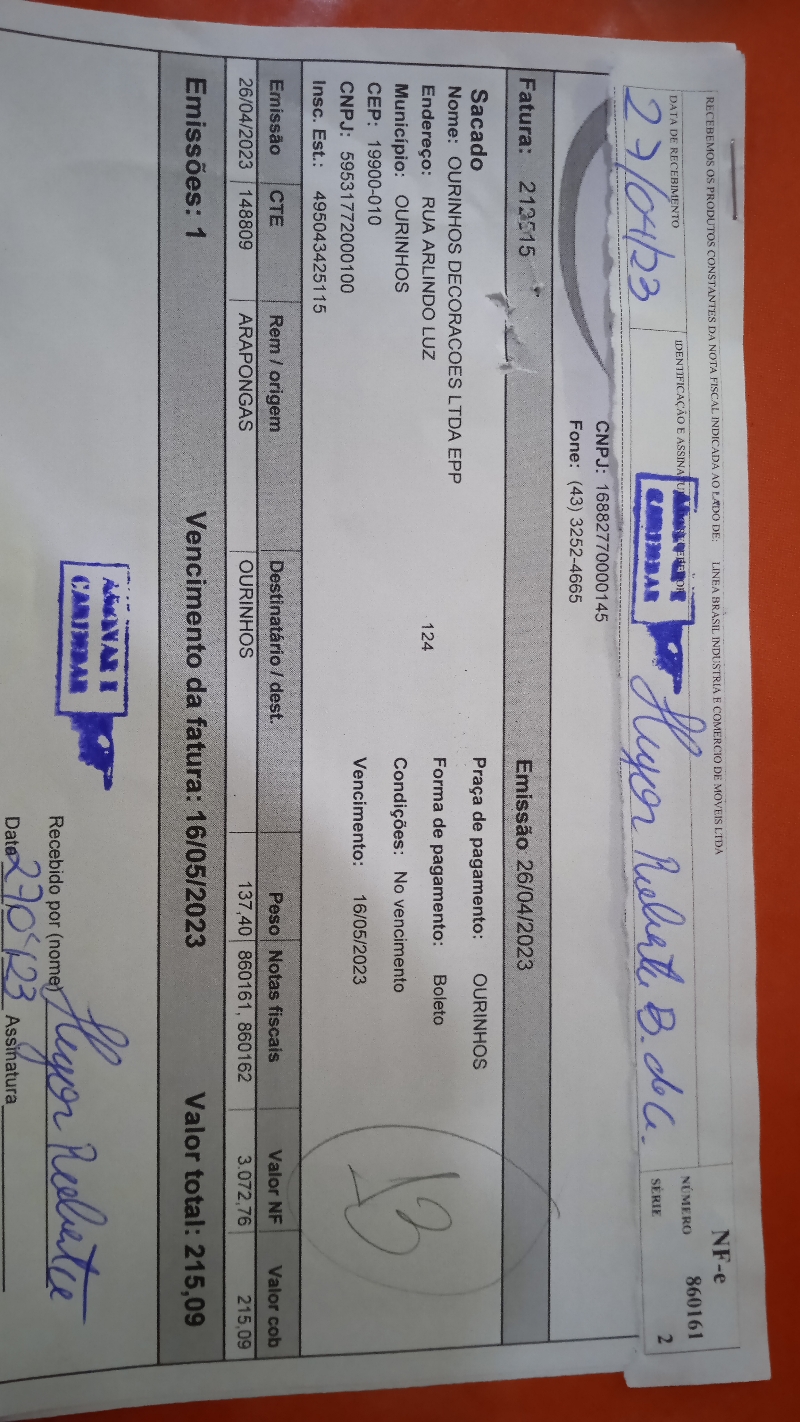 RECEBEMOS OS PRODUTOS CONSTANTES DA NOTA FISCAL INDICADA AO LADO DE: LINEA BRASIL INDUSTRIA E COMERCIO DE MOVEIS LTDA
NF-e
DATA DE RECEBIMENTO
IDENTIFICAÇÃO E ASSINATU
NÚMERO 860161
SÉRIE 2
27/04/23
B. de
CARIMBAR
CNPJ: 16882770000145
Fone: (43) 3252-4665
Fatura: 212515 Emissão 26/04/2023
Sacado
Praça de pagamento: OURINHOS
Nome: OURINHOS DECORACOES LTDA EPP
Forma de pagamento: Boleto
Endereço: RUA ARLINDO LUZ 124
Município: OURINHOS
Condições: No vencimento
CEP: 19900-010
CNPJ: 59531772000100
Vencimento: 16/05/2023
Insc. Est.: 495043425115
13
Emissão CTE Rem / origem Destinatário / dest. Peso Notas fiscais Valor NF Valor cob
26/04/2023 148809 ARAPONGAS OURINHOS 137,40 860161, 860162 3.072,76 215,09
Emissões: 1 Vencimento da fatura: 16/05/2023 Valor total: 215,09
CARIMBAR
Recebido por (nome)
Data 27 04 23 Assinatura